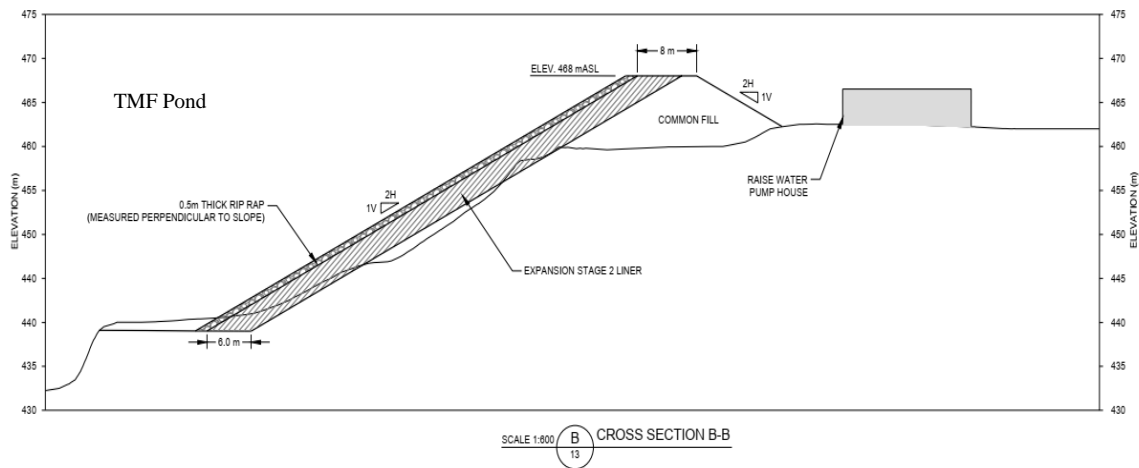 475
470
465
460
455
450
445
440
435
430
ELEVATION (m)
TMF Pond
ELEV. 468 mASL
8 m
2H
1V
COMMON FILL
RAISE WATER
PUMP HOUSE
2H
1V
0.5m THICK RIP RAP
(MEASURED PERPENDICULAR TO SLOPE)
EXPANSION STAGE 2 LINER
6.0 m
475
470
465
460
455
450
445
440
435
430
ELEVATION (m)
SCALE 1:600
B
13
CROSS SECTION B-B